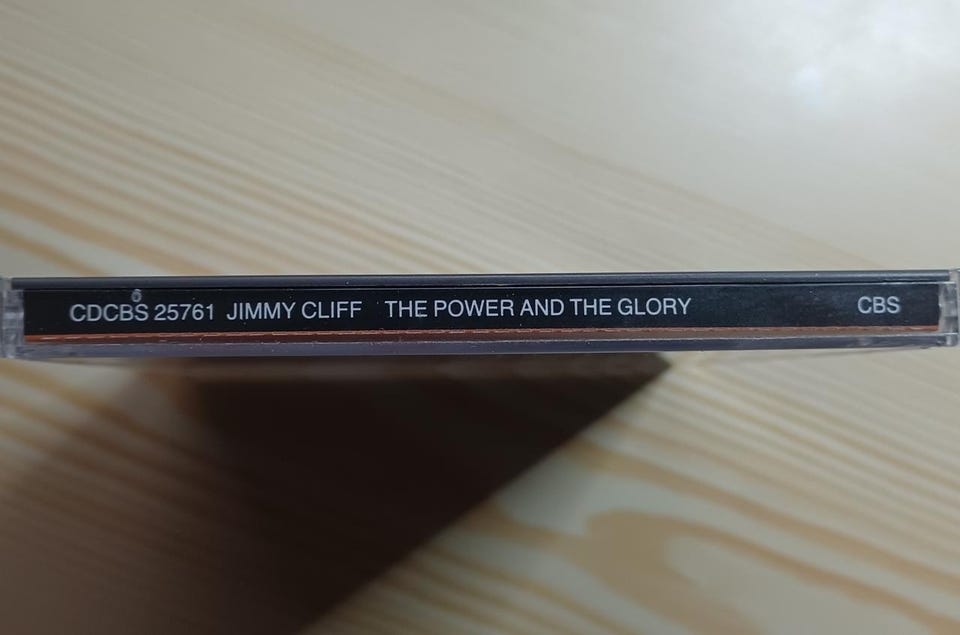 CDCBS 25761 JIMMY CLIFF THE POWER AND THE GLORY CBS